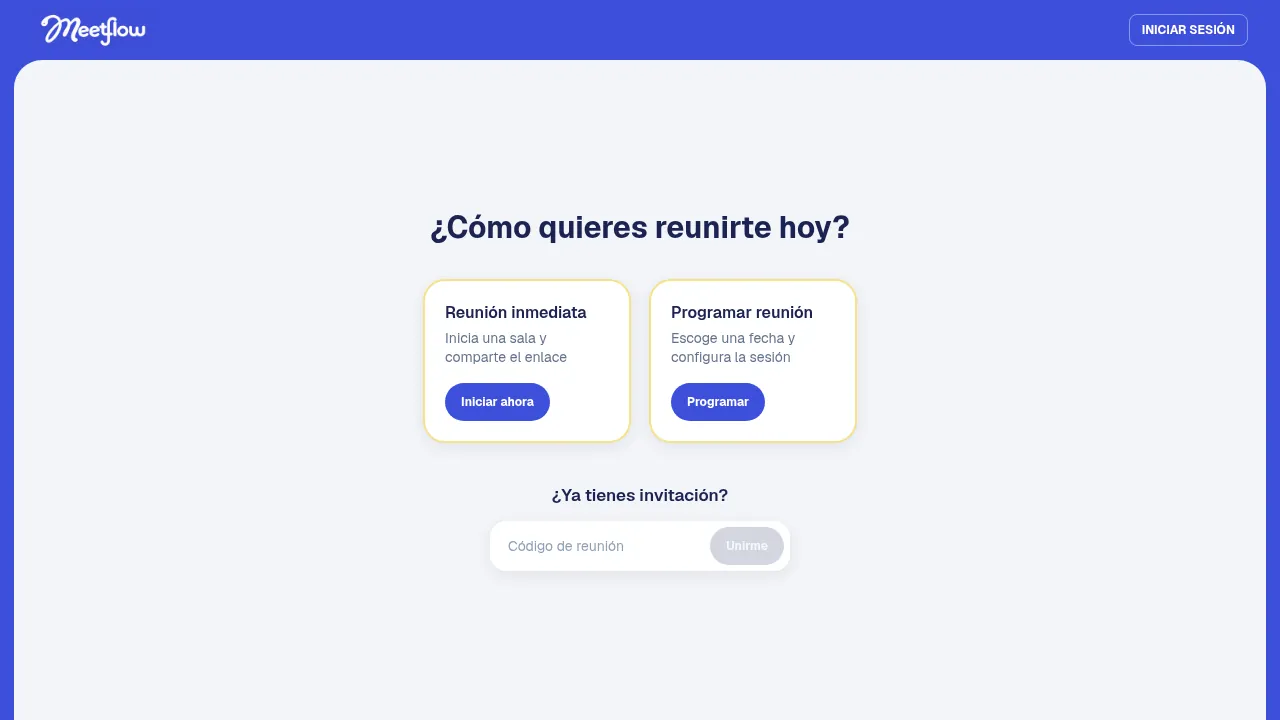 Meetflow
INICIAR SESIÓN
¿Cómo quieres reunirte hoy?
Reunión inmediata
Inicia una sala y
comparte el enlace
Iniciar ahora
Programar reunión
Escoge una fecha y
configura la sesión
Programar
¿Ya tienes invitación?
Código de reunión
Unirme